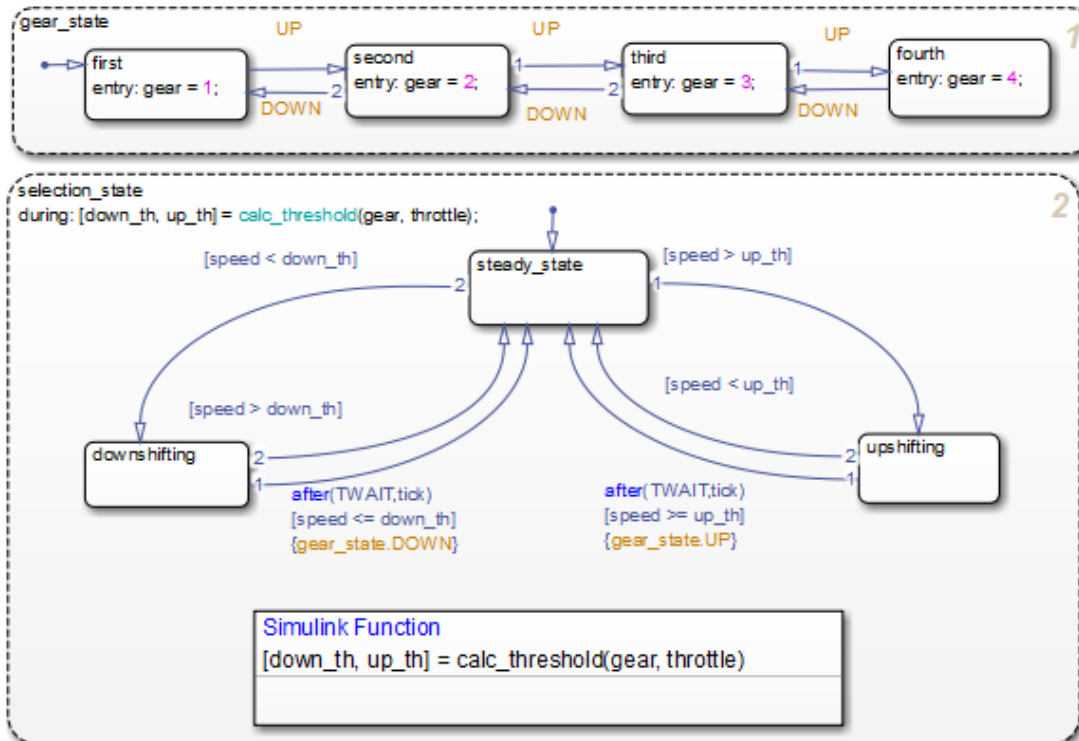 gear_state
1
UP
UP
UP
first
entry: gear = 1;
second
entry: gear = 2;
third
entry: gear = 3;
fourth
entry: gear = 4;
1
1
2
2
2
DOWN
DOWN
DOWN
selection_state
during: [down_th, up_th] = calc_threshold(gear, throttle);
2
[speed < down_th]
steady_state
[speed > up_th]
2
1
[speed > down_th]
[speed < up_th]
downshifting
upshifting
2
1
2
1
after(TWAIT,tick)
[speed <= down_th]
{gear_state.DOWN}
after(TWAIT,tick)
[speed >= up_th]
{gear_state.UP}
Simulink Function
[down_th, up_th] = calc_threshold(gear, throttle)